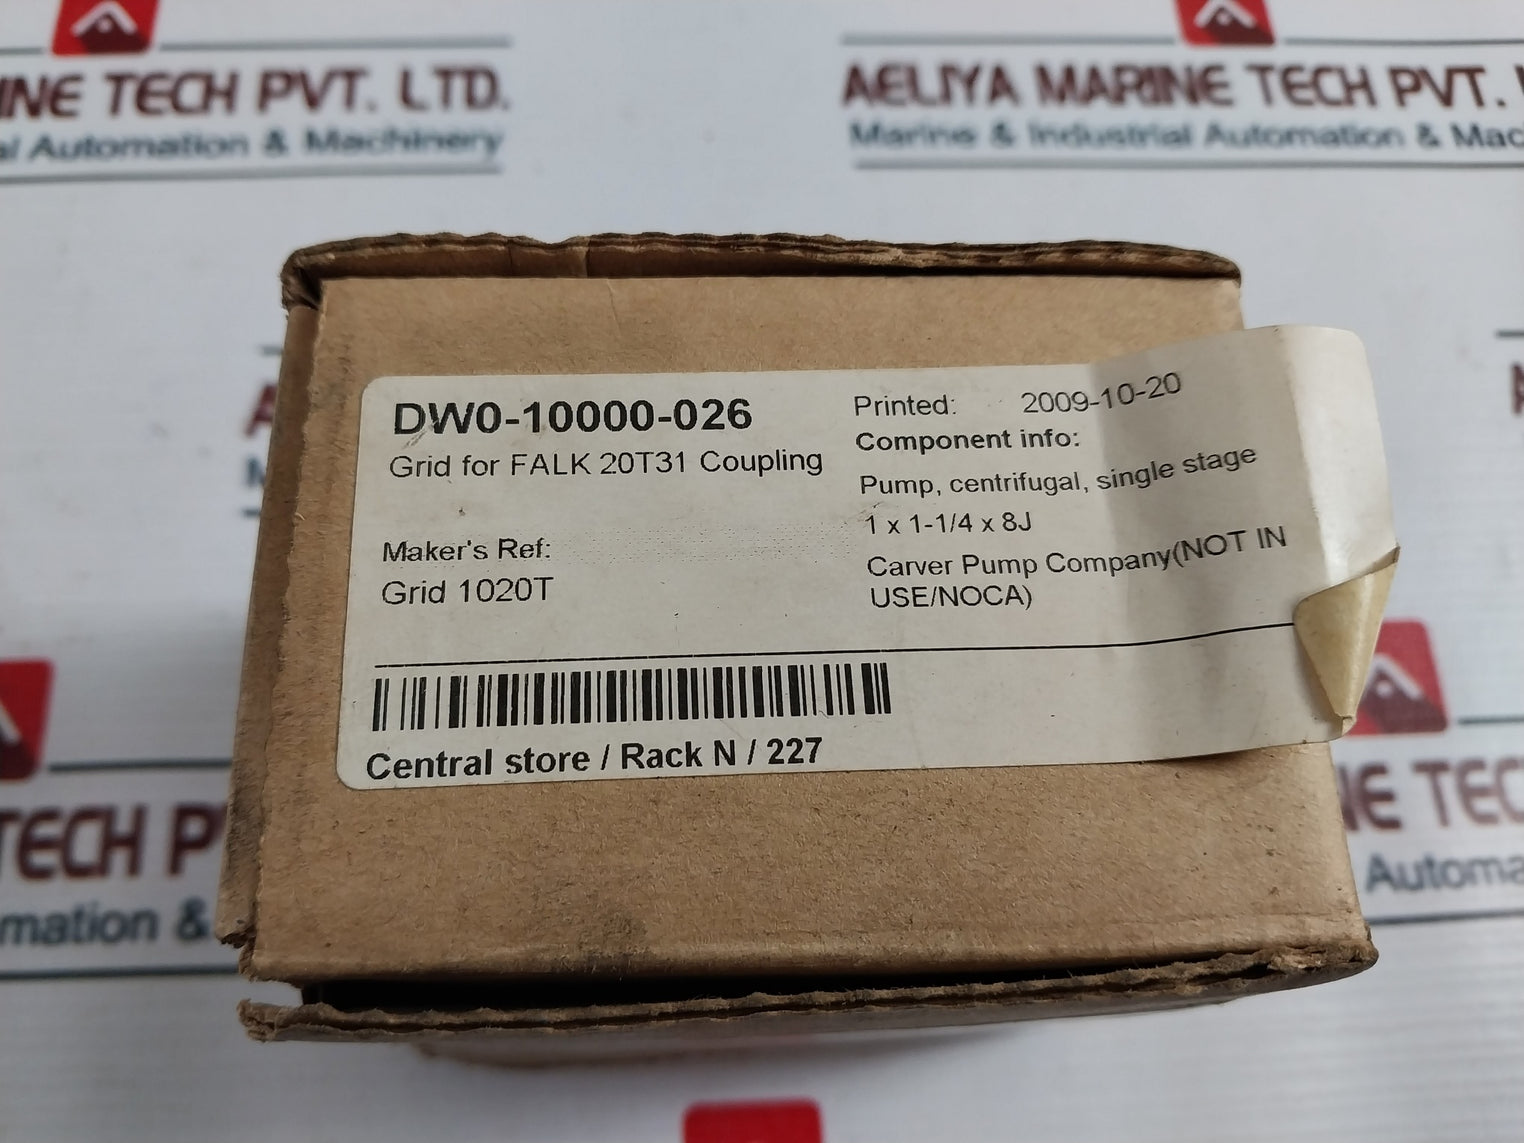 INE TECH PVT. LTD.
al Automation & Machinery
AELIYA MARINE TECH PVT.
Marine & Industrial Automation & Mac
DW0-10000-026
Grid for FALK 20T31 Coupling
Maker's Ref:
Grid 1020T
Printed: 2009-10-20
Component info:
Pump, centrifugal, single stage
1 x 1-1/4 x 8J
Carver Pump Company(NOT IN
USE/NOCA)
Central store / Rack N / 227
TECH P
mation &
NE TEC
Automa